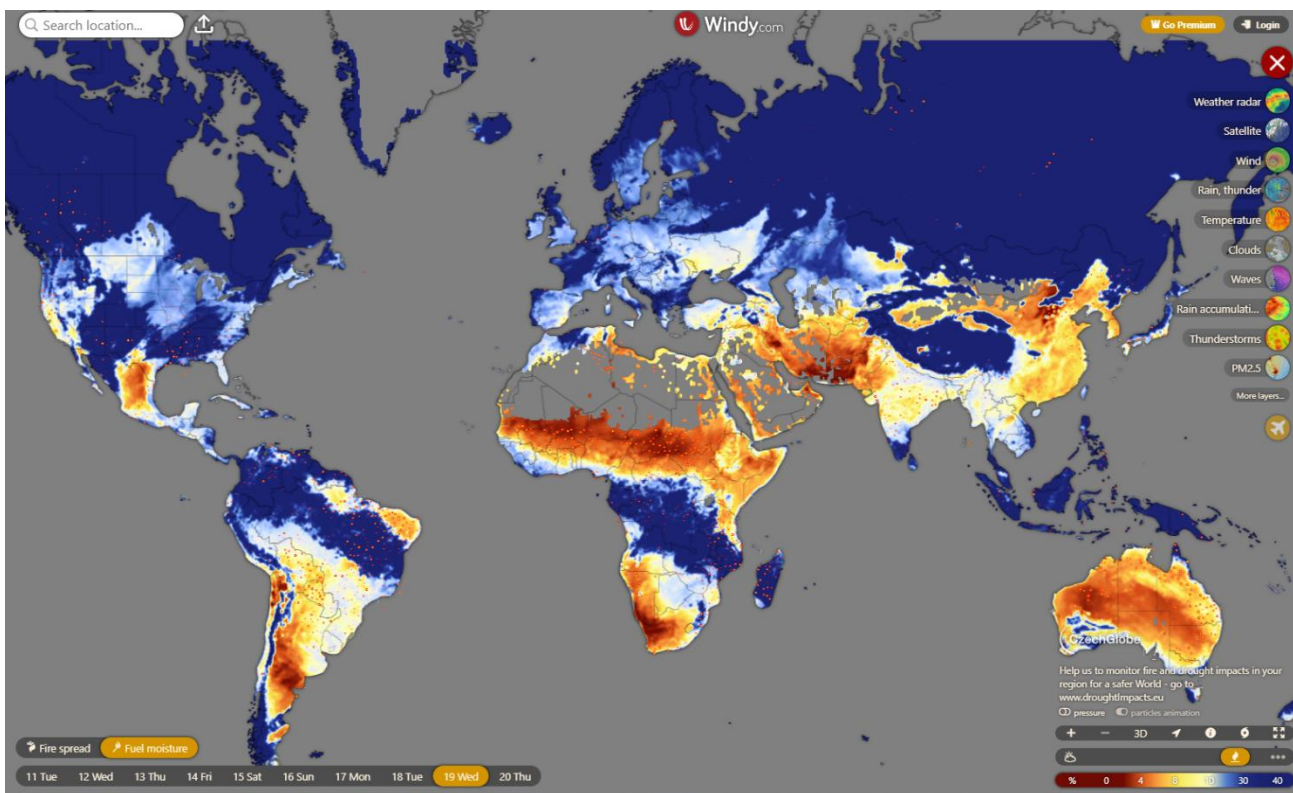 Search location...
Windy.com
Go Premium
Login
Weather radar
Satellite
Wind
Rain, thunder
Temperature
Clouds
Waves
Rain accumulati...
Thunderstorms
PM2.5
More layers...
CzechGlobe
Help us to monitor fire and drought impacts in your
region for a safer World - go to
www.droughtImpacts.eu
pressure particles animation
+ − 3D
Fire spread Fuel moisture
11 Tue 12 Wed 13 Thu 14 Fri 15 Sat 16 Sun 17 Mon 18 Tue 19 Wed 20 Thu
% 0 4 8 10 30 40